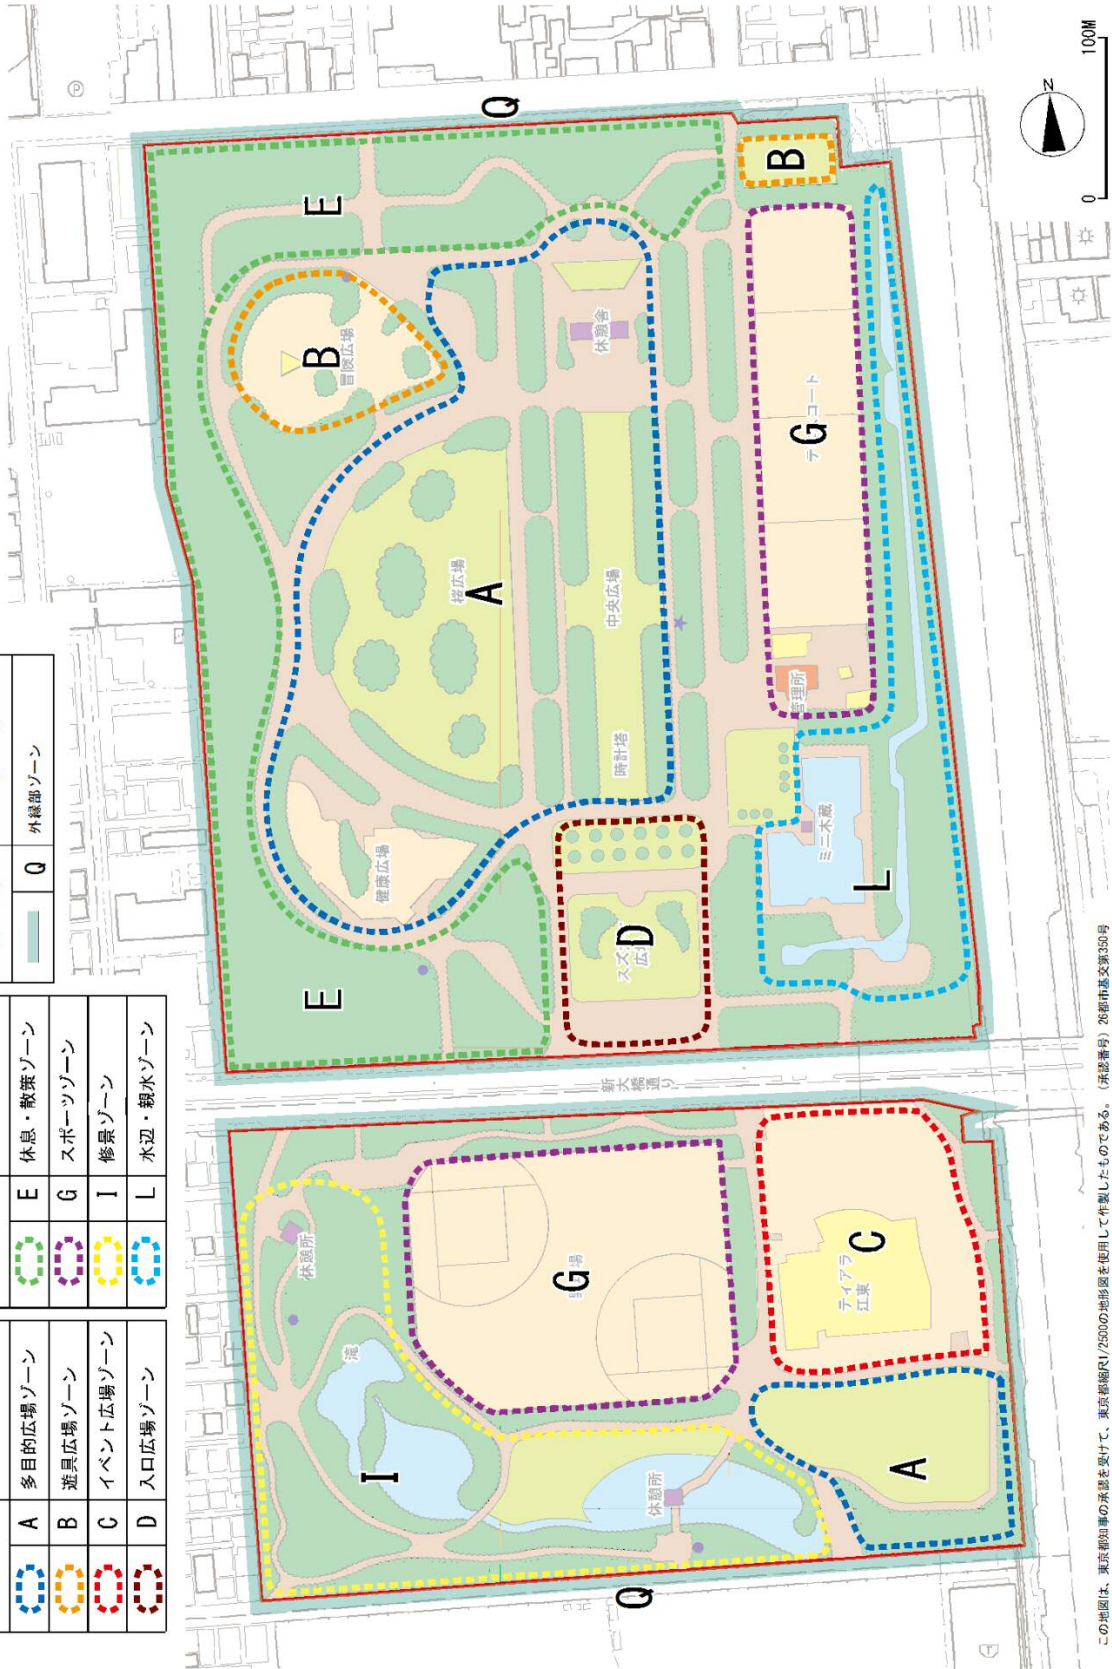 A 多目的広場ゾーン
B 遊具広場ゾーン
C イベント広場ゾーン
D 入口広場ゾーン
E 休息・散策ゾーン
G スポーツゾーン
I 修景ゾーン
L 水辺・親水ゾーン
Q 外縁部ゾーン
Q
休憩所
滝
I
休憩所
G
ティアラ
江東
C
A
新大橋
通り
E
健康広場
D
広
A
桜広場
時計塔
中央広場
休憩舎
B
冒険広場
E
Q
B
G
コート
管理所
ミニ木蔵
L
P
N
0 100M
この地図は、東京都知事の承認を受けて、東京都縮尺1/2500の地形図を使用して作製したものである。 (承認番号) 26都市基交第350号